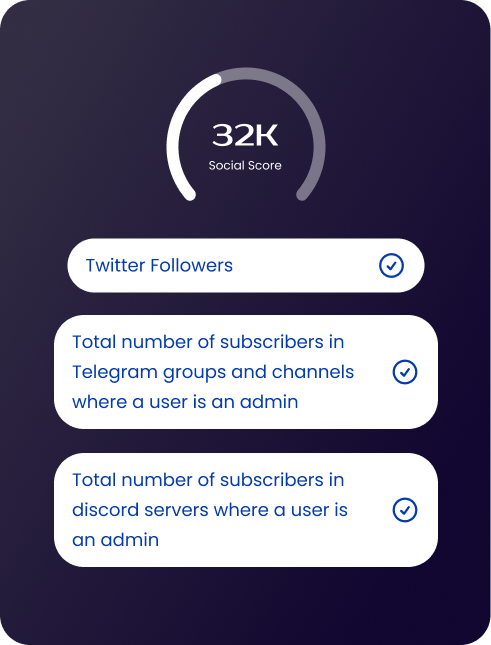 32K
Social Score
Twitter Followers
Total number of subscribers in
Telegram groups and channels
where a user is an admin
Total number of subscribers in
discord servers where a user is
an admin